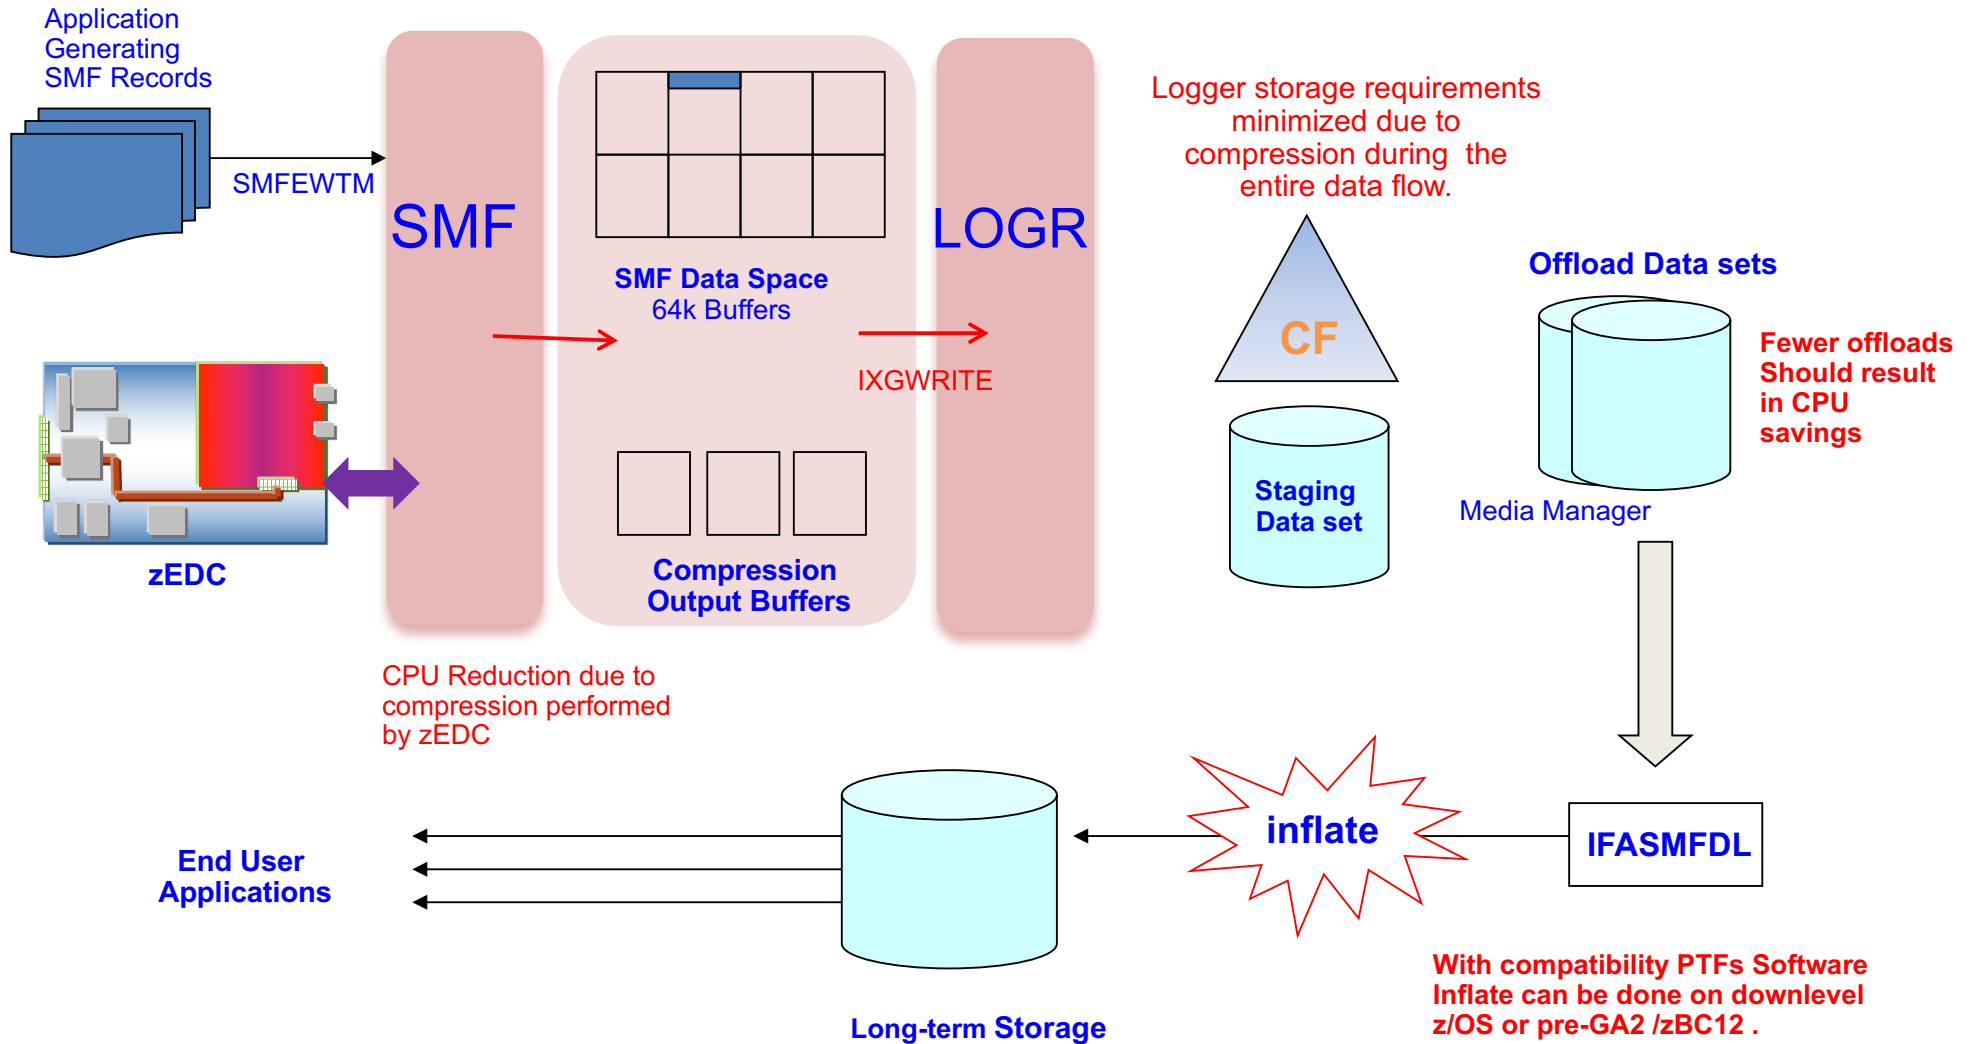 Application
Generating
SMF Records
SMFEWTM
SMF
SMF Data Space
64k Buffers
LOGR
IXGWRITE
Compression
Output Buffers
zEDC
CPU Reduction due to
compression performed
by zEDC
Logger storage requirements
minimized due to
compression during the
entire data flow.
CF
Staging
Data set
Offload Data sets
Media Manager
Fewer offloads
Should result
in CPU
savings
IFASMFDL
inflate
With compatibility PTFs Software
Inflate can be done on downlevel
z/OS or pre-GA2 /zBC12 .
Long-term Storage
End User
Applications